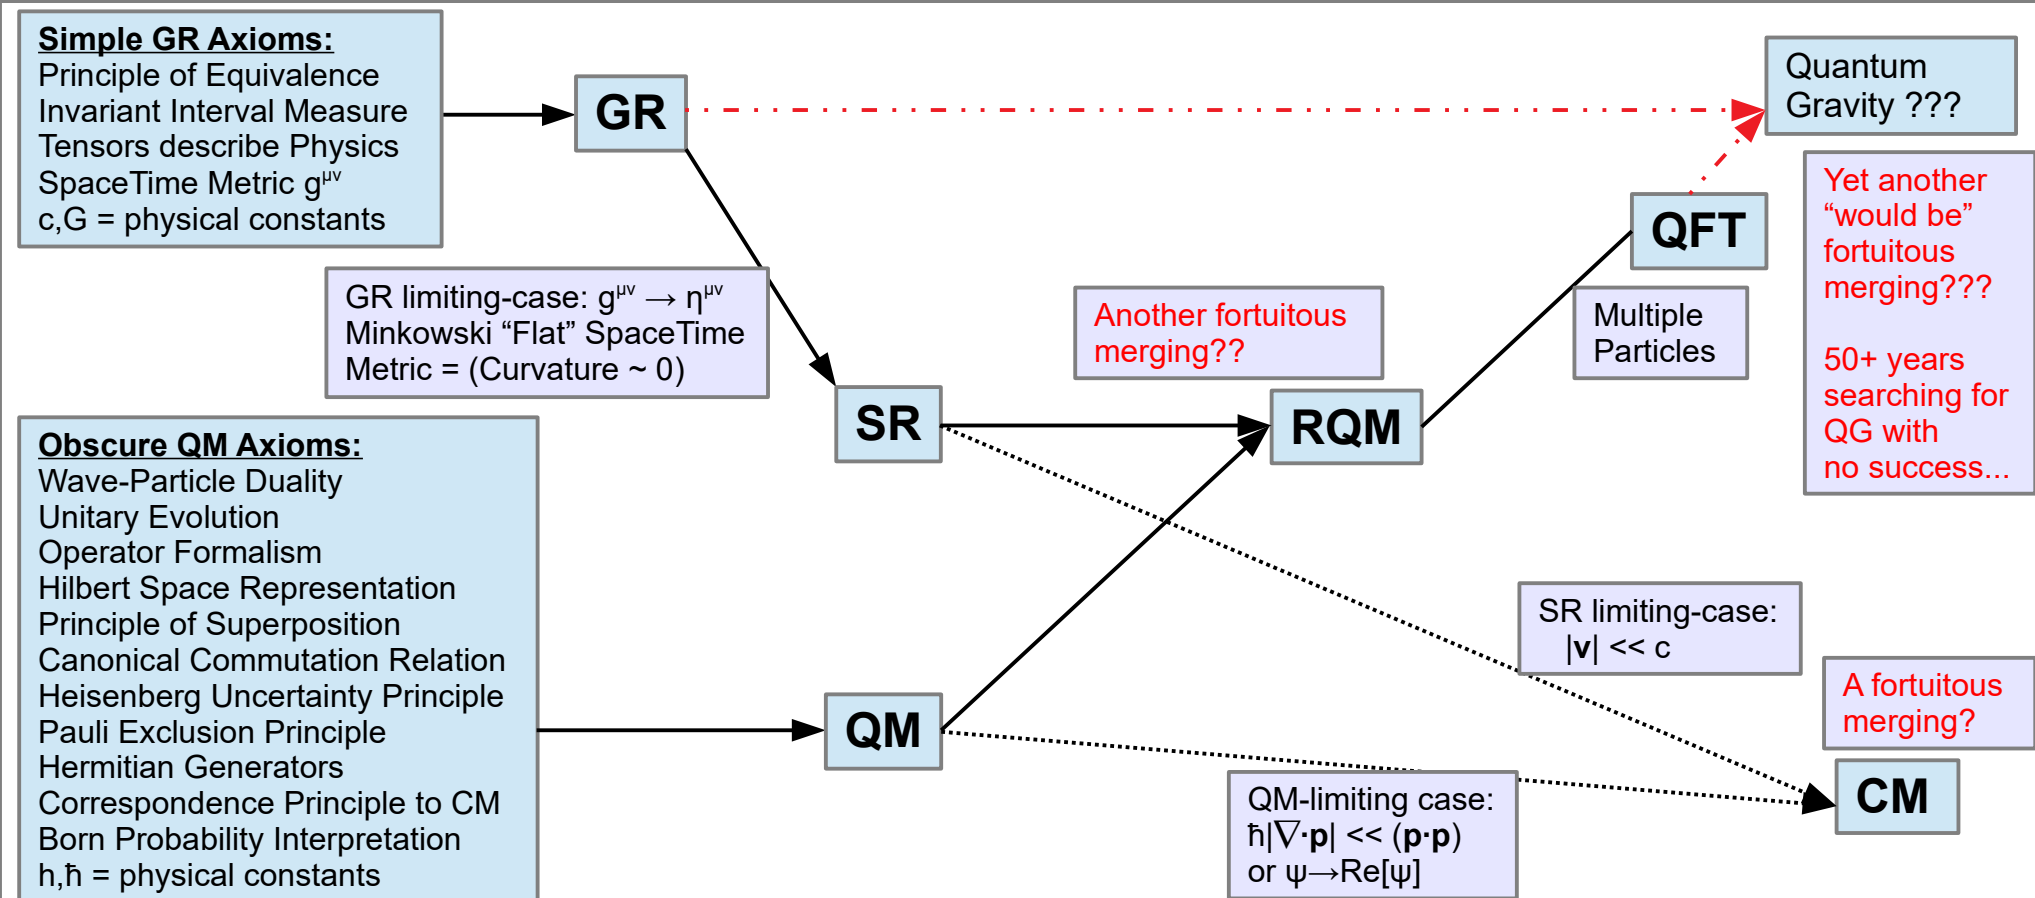 Simple GR Axioms:
Principle of Equivalence
Invariant Interval Measure
Tensors describe Physics
SpaceTime Metric gᵘᵛ
c,G = physical constants
GR
Quantum
Gravity ???
Yet another
“would be”
fortuitous
merging???
50+ years
searching for
QG with
no success...
QFT
GR limiting-case: gᵘᵛ → ηᵘᵛ
Minkowski “Flat” SpaceTime
Metric = (Curvature ~ 0)
Another fortuitous
merging??
Multiple
Particles
SR
RQM
Obscure QM Axioms:
Wave-Particle Duality
Unitary Evolution
Operator Formalism
Hilbert Space Representation
Principle of Superposition
Canonical Commutation Relation
Heisenberg Uncertainty Principle
Pauli Exclusion Principle
Hermitian Generators
Correspondence Principle to CM
Born Probability Interpretation
h,ħ = physical constants
QM
SR limiting-case:
|v| << c
A fortuitous
merging?
CM
QM-limiting case:
ħ|∇·p| << (p·p)
or ψ→Re[ψ]